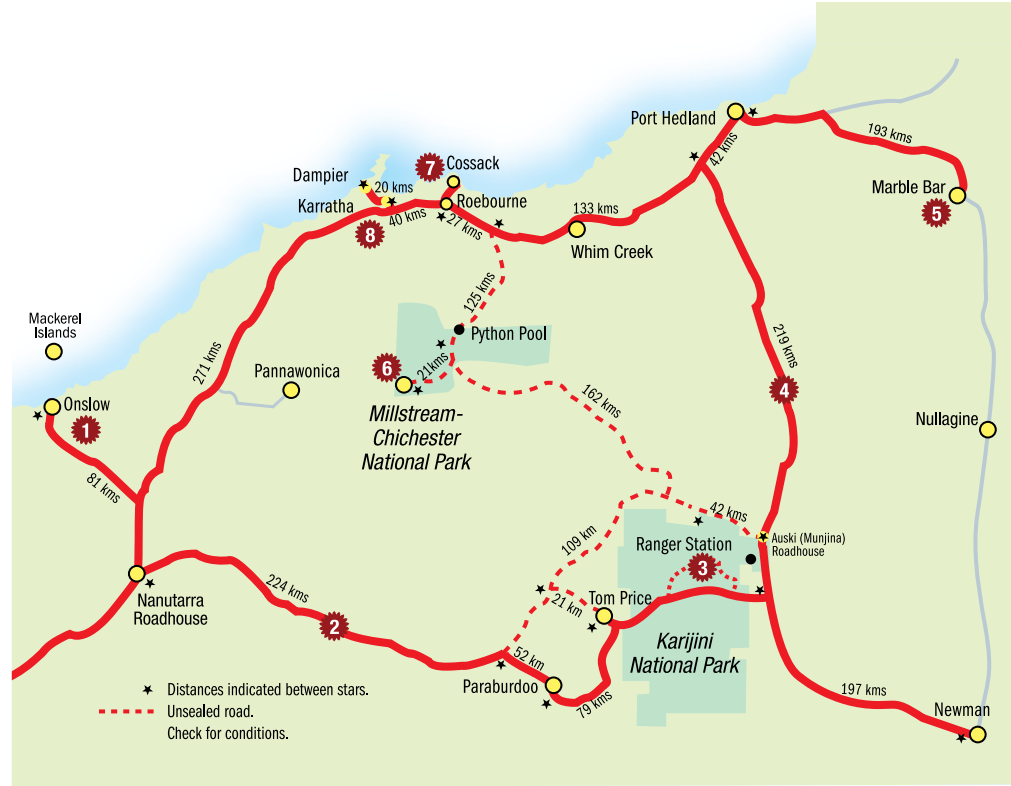 Port Hedland
42 kms
193 kms
Marble Bar
5
Cossack
7
Dampier
20 kms
Karratha
40 kms
8
Roebourne
27 kms
133 kms
Whim Creek
125 kms
Mackerel
Islands
271 kms
Pannawonica
Python Pool
21kms
6
219 kms
4
162 kms
Onslow
1
Millstream-
Chichester
National Park
Nullagine
81 kms
42 kms
109 km
Ranger Station
3
Auski (Munjina)
Roadhouse
Nanutarra
Roadhouse
224 kms
2
21 km
Tom Price
Karijini
National Park
52 km
Paraburdoo
79 kms
197 kms
Newman
Distances indicated between stars.
Unsealed road.
Check for conditions.